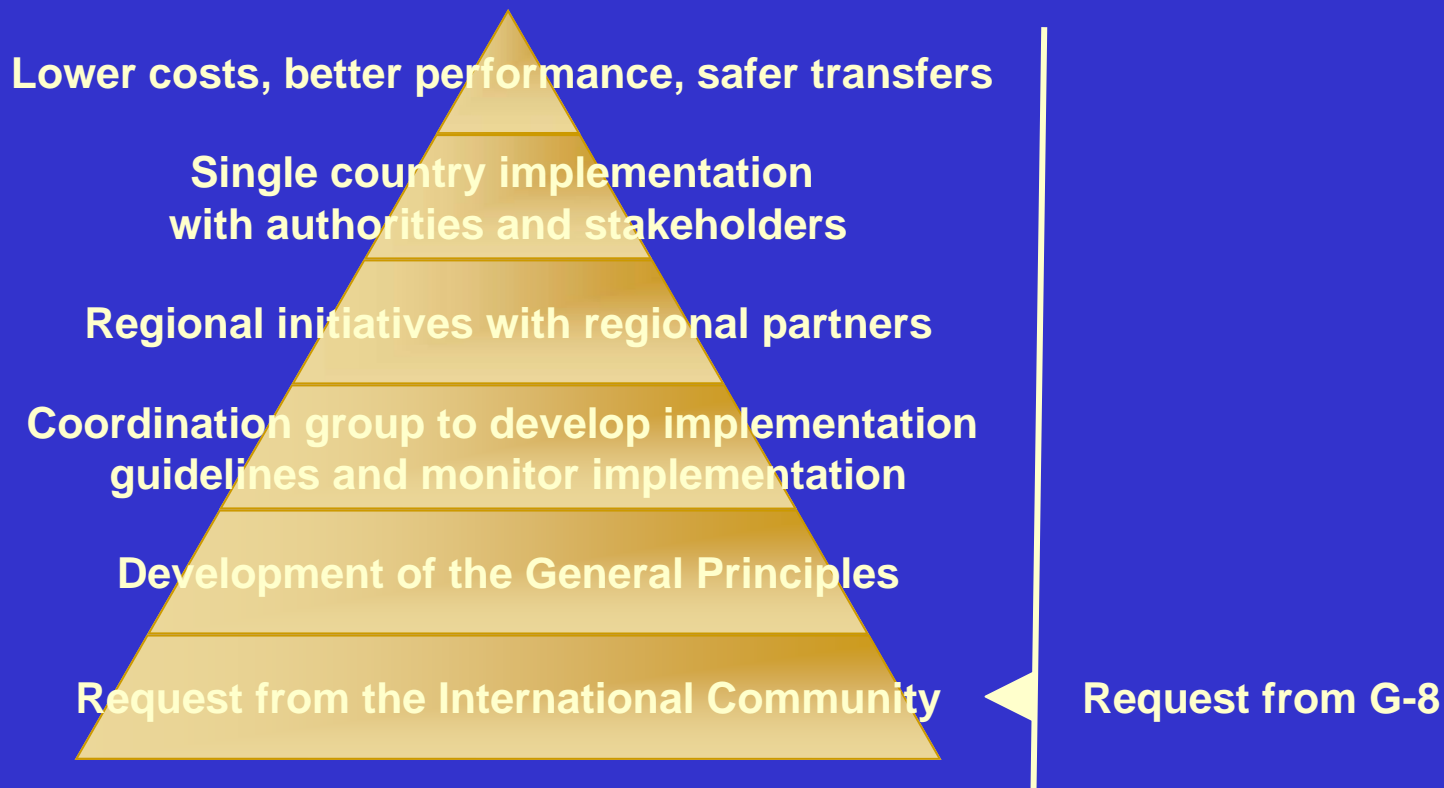 Lower costs, better performance, safer transfers
Single country implementation
with authorities and stakeholders
Regional initiatives with regional partners
Coordination group to develop implementation
guidelines and monitor implementation
Development of the General Principles
Request from the International Community
Request from G-8